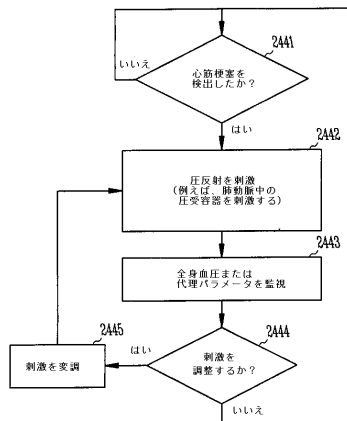 2441
心筋梗塞を
検出したか？
いいえ
はい
2442
圧反射を刺激
(例えば、肺動脈中の
圧受容器を刺激する)
2443
全身血圧または
代理パラメータを監視
2444
刺激を
調整するか？
はい
2445
刺激を変調
いいえ